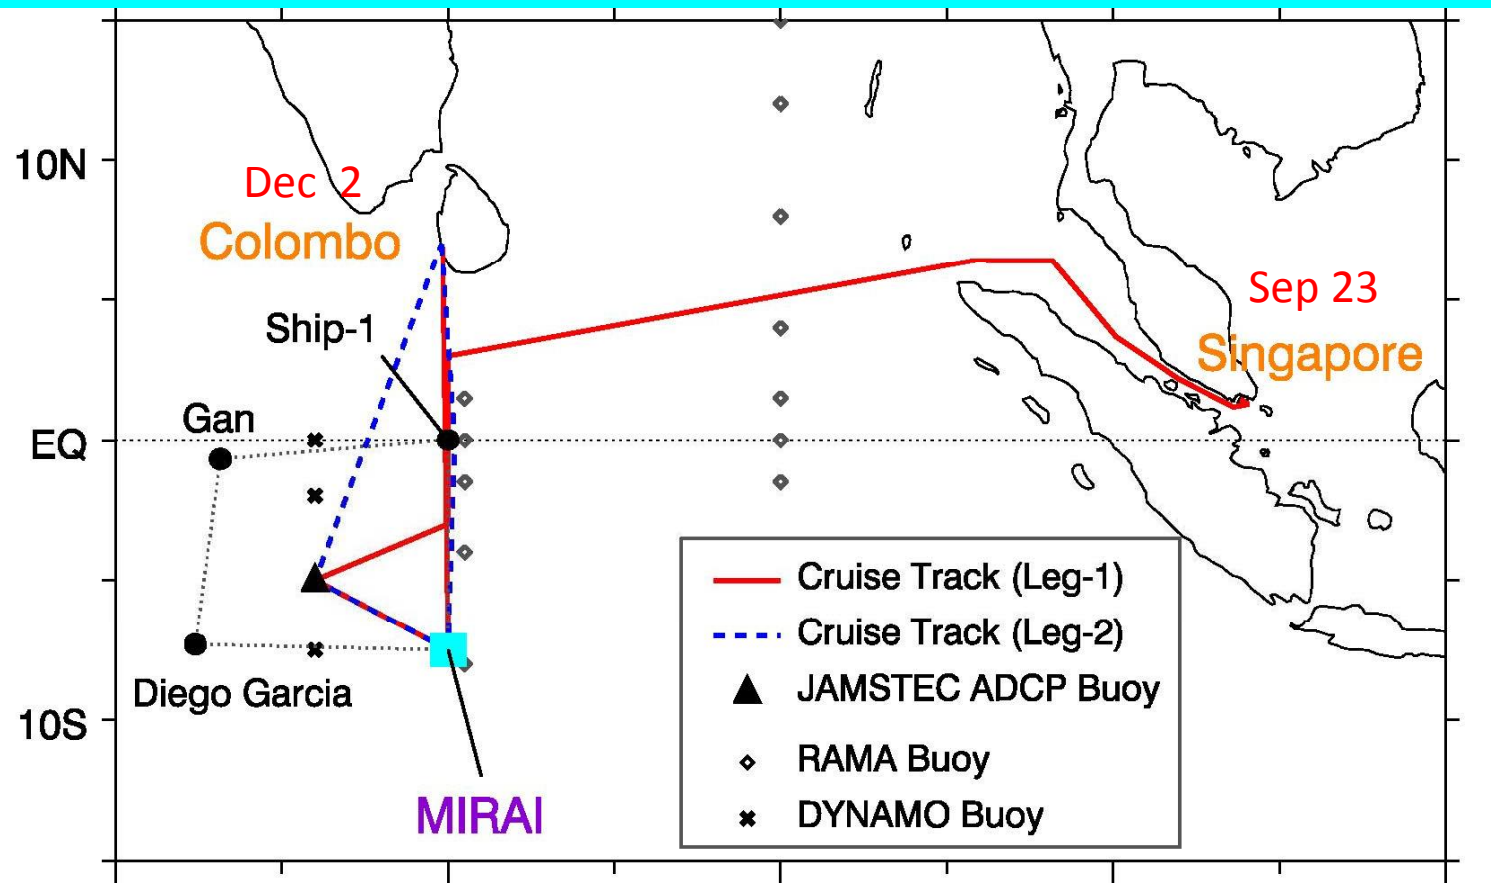 10N
Dec 2
Colombo
Sep 23
Ship-1
Singapore
Gan
EQ
Cruise Track (Leg-1)
Cruise Track (Leg-2)
JAMSTEC ADCP Buoy
Diego Garcia
10S
RAMA Buoy
MIRAI
DYNAMO Buoy